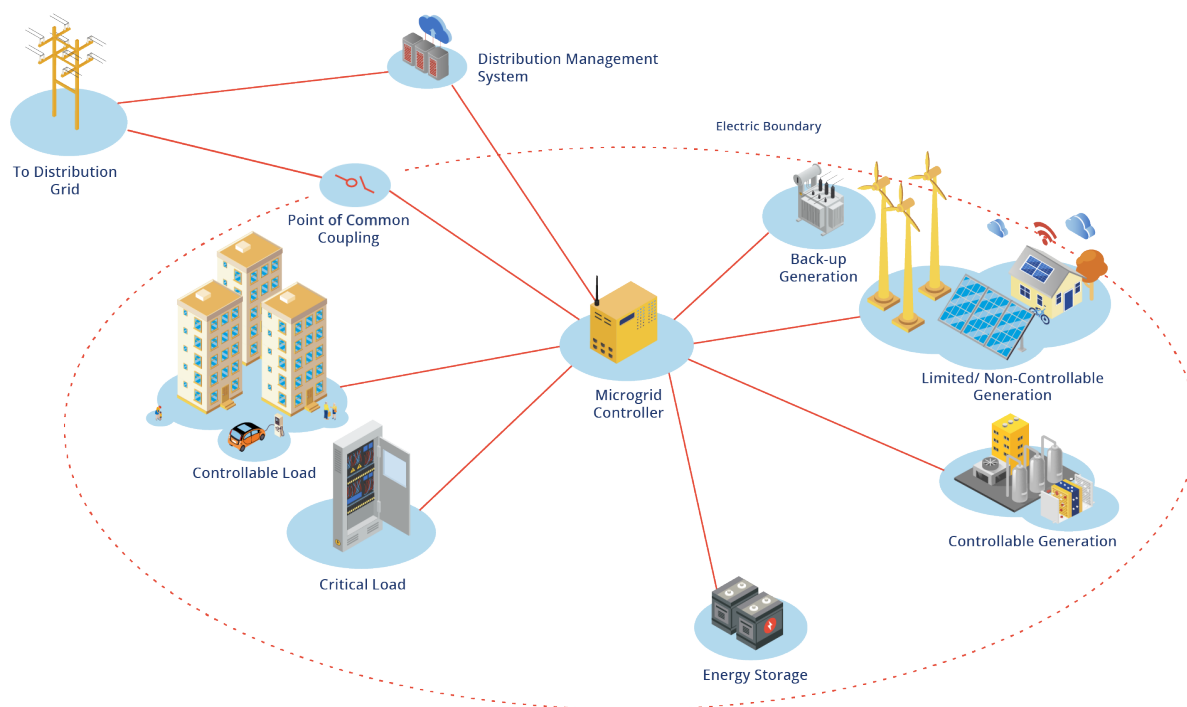 Distribution Management
System
Electric Boundary
To Distribution
Grid
Point of Common
Coupling
Back-up
Generation
Limited/ Non-Controllable
Generation
Microgrid
Controller
Controllable Load
Controllable Generation
Critical Load
Energy Storage